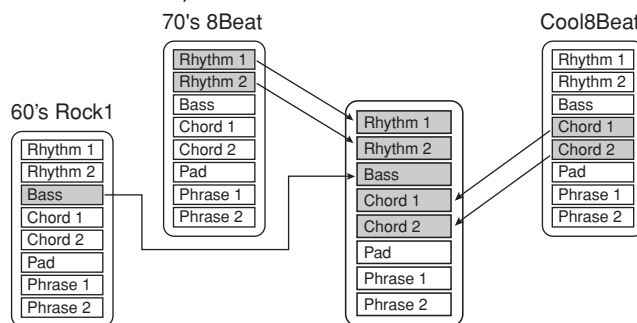 70's 8Beat
Rhythm 1
Rhythm 2
Bass
Chord 1
Chord 2
Pad
Phrase 1
Phrase 2
Cool8Beat
Rhythm 1
Rhythm 2
Bass
Chord 1
Chord 2
Pad
Phrase 1
Phrase 2
60's Rock1
Rhythm 1
Rhythm 2
Bass
Chord 1
Chord 2
Pad
Phrase 1
Phrase 2
Rhythm 1
Rhythm 2
Bass
Chord 1
Chord 2
Pad
Phrase 1
Phrase 2